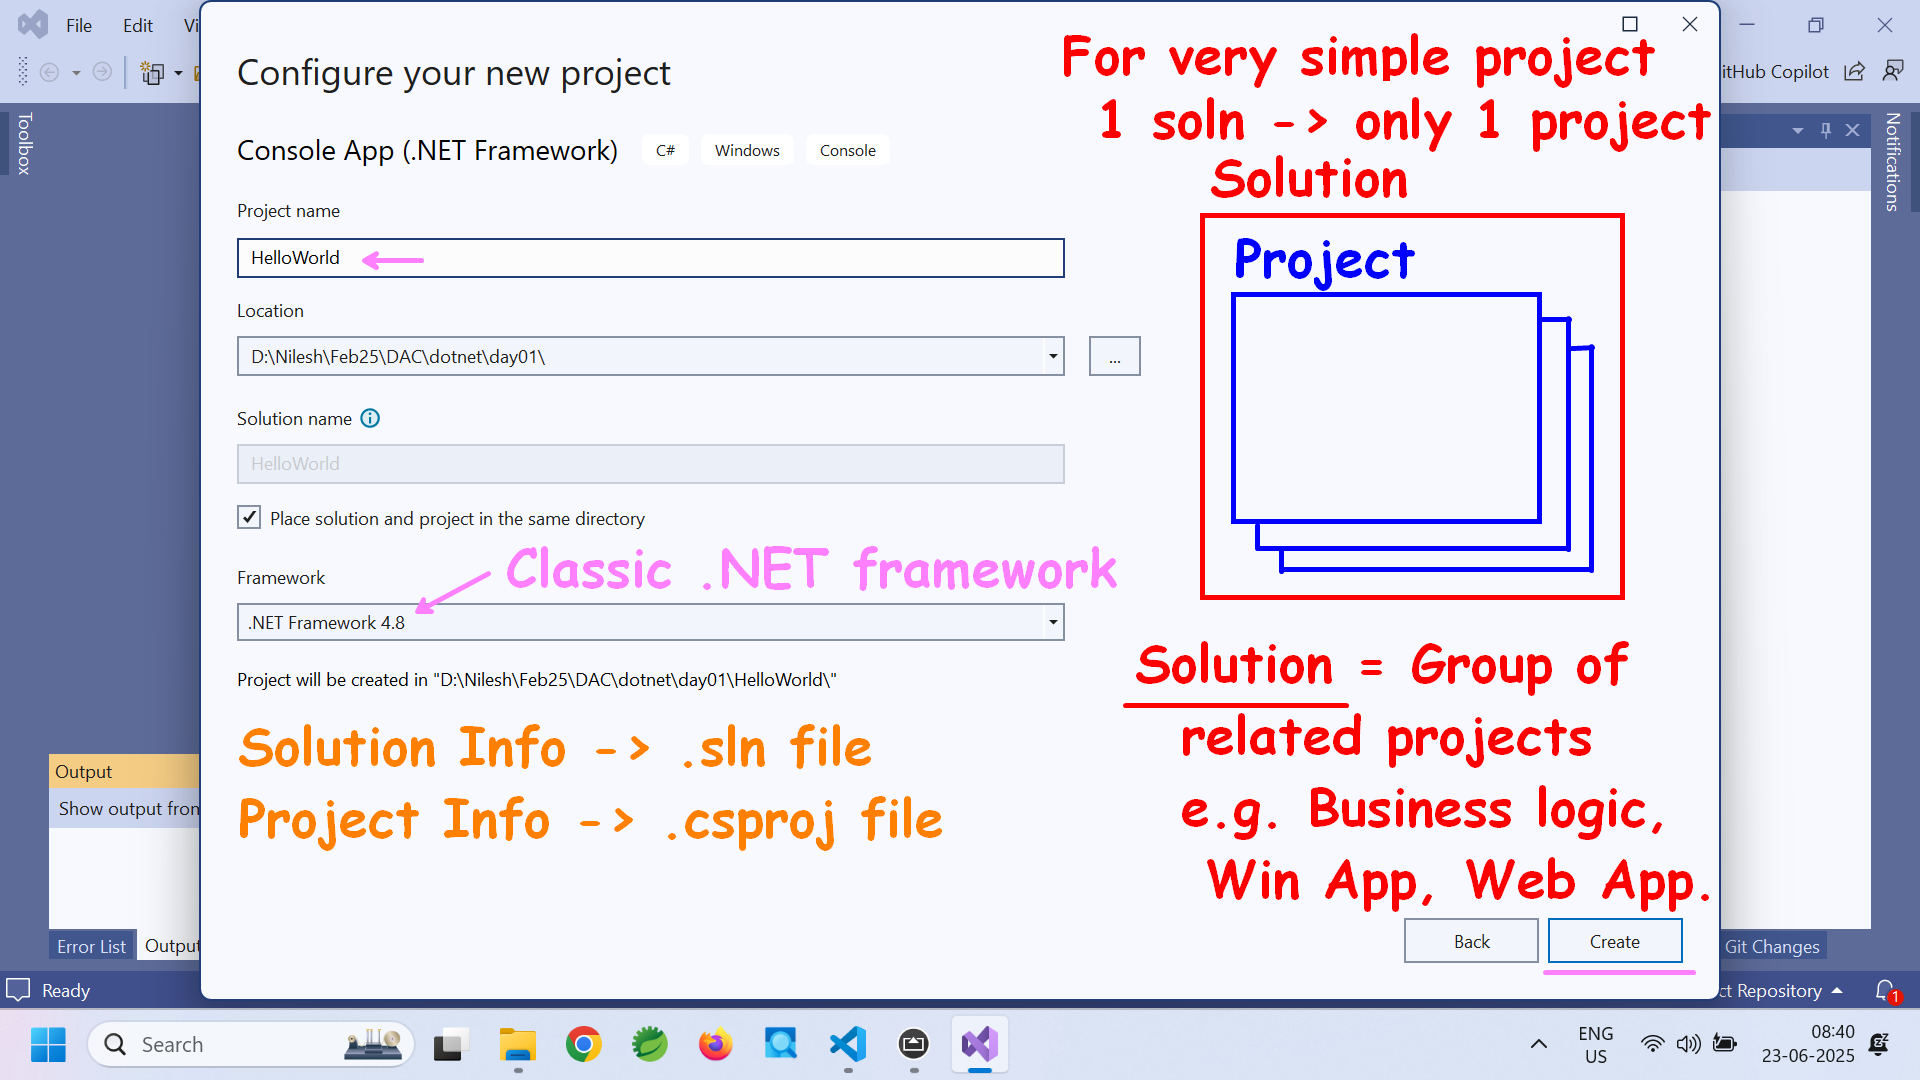 File Edit Vi
Configure your new project
For very simple project
itHub Copilot
1 soln -> only 1 project
Toolbox
Notifications
Console App (.NET Framework) C# Windows Console
Solution
Project name
Project
HelloWorld
Location
D:\Nilesh\Feb25\DAC\dotnet\day01\
...
Solution name
HelloWorld
Place solution and project in the same directory
Classic .NET framework
Framework
.NET Framework 4.8
Solution = Group of
Project will be created in "D:\Nilesh\Feb25\DAC\dotnet\day01\HelloWorld\"
related projects
Solution Info -> .sln file
Output
Show output from
e.g. Business logic,
Project Info -> .csproj file
Win App, Web App.
Back Create
Error List Output
Git Changes
Ready
ct Repository
1
Search
ENG
US
08:40
23-06-2025